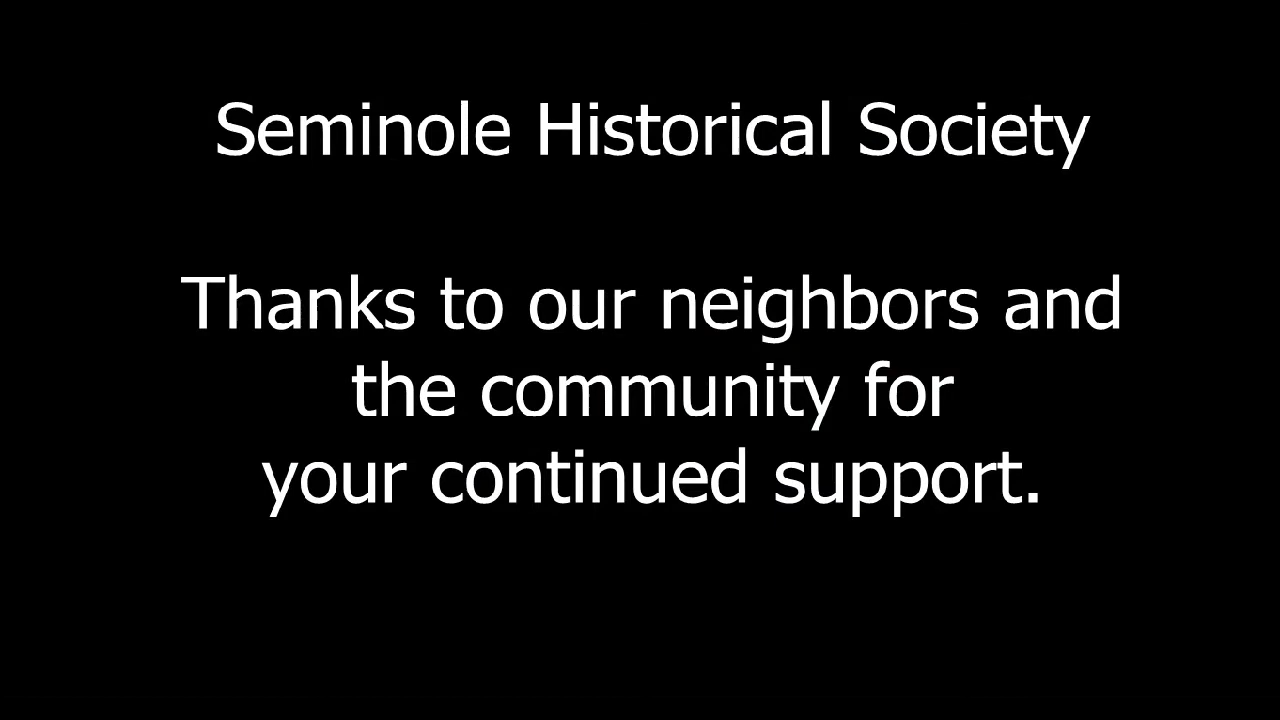 Seminole Historical Society
Thanks to our neighbors and
the community for
your continued support.